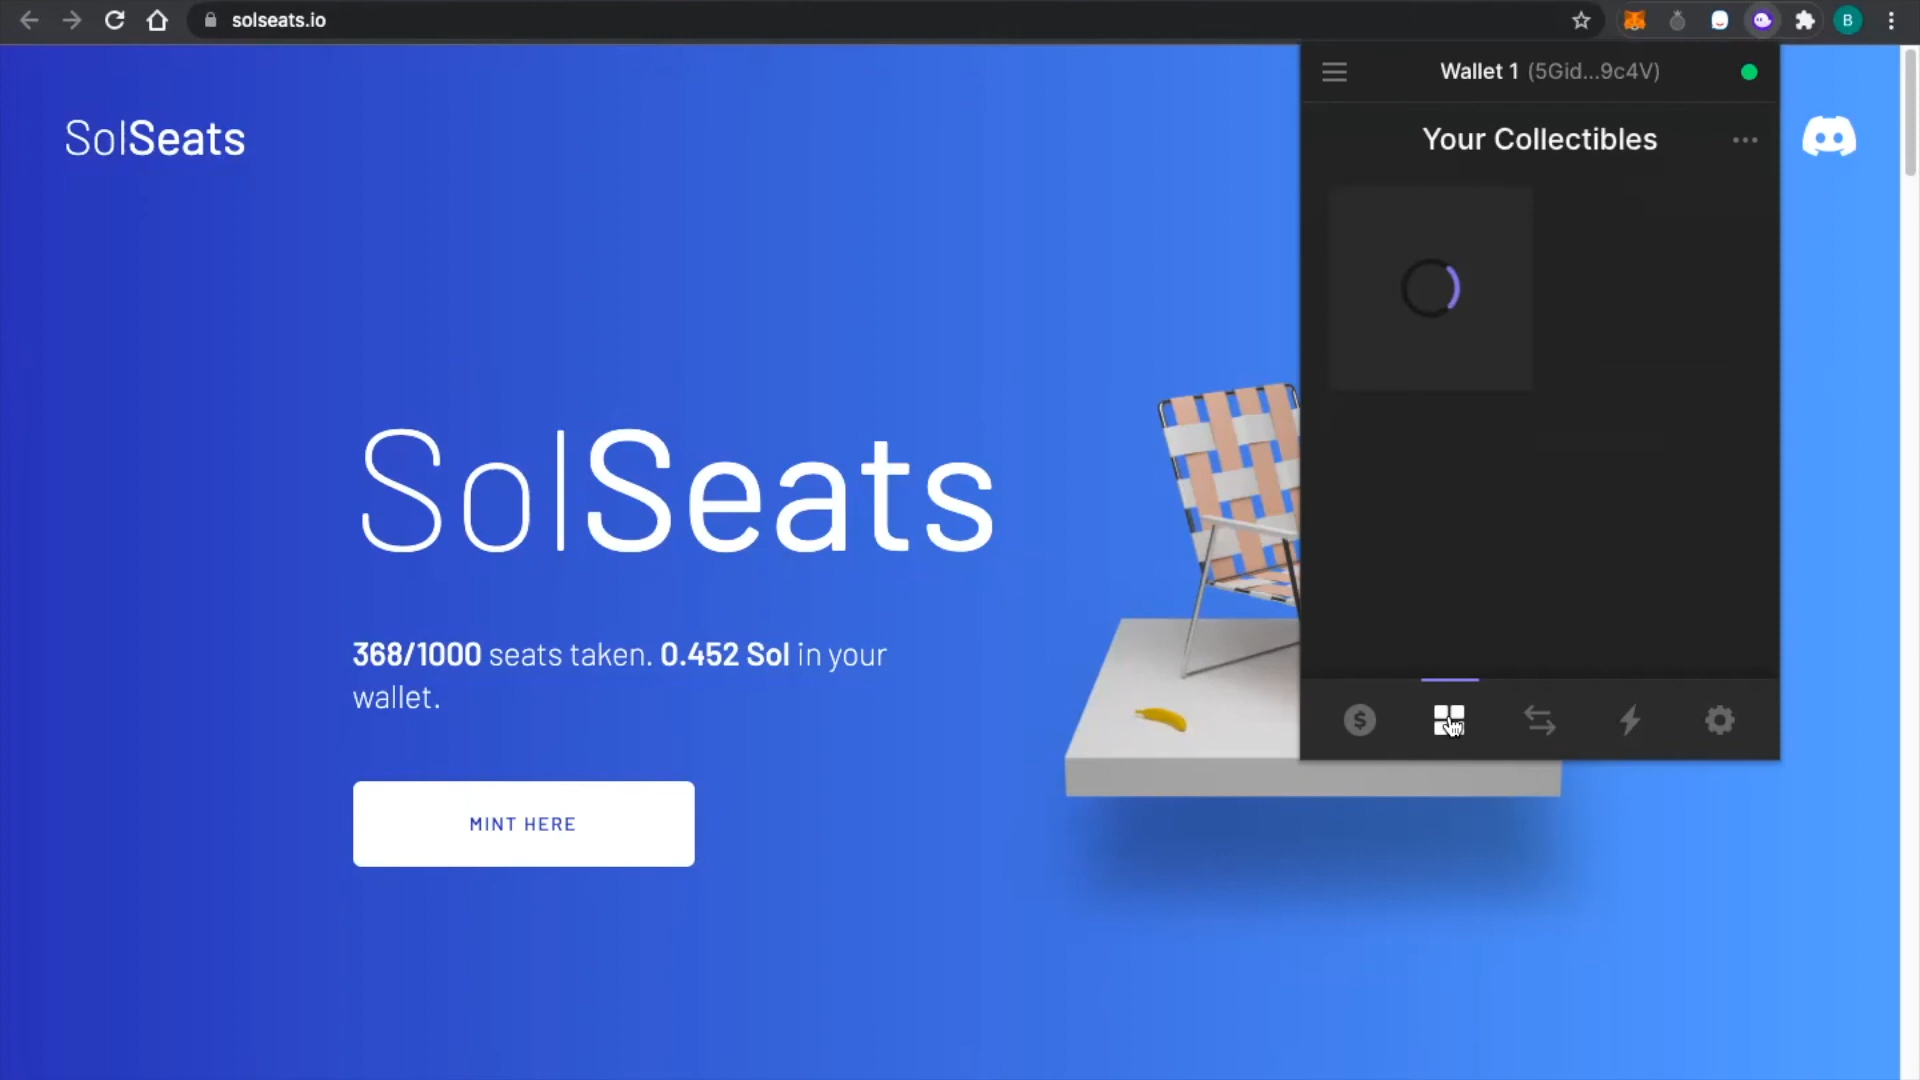 solseats.io
B
Wallet 1 (5Gid...9c4V)
SolSeats
Your Collectibles
SolSeats
368/1000 seats taken. 0.452 Sol in your
wallet.
MINT HERE